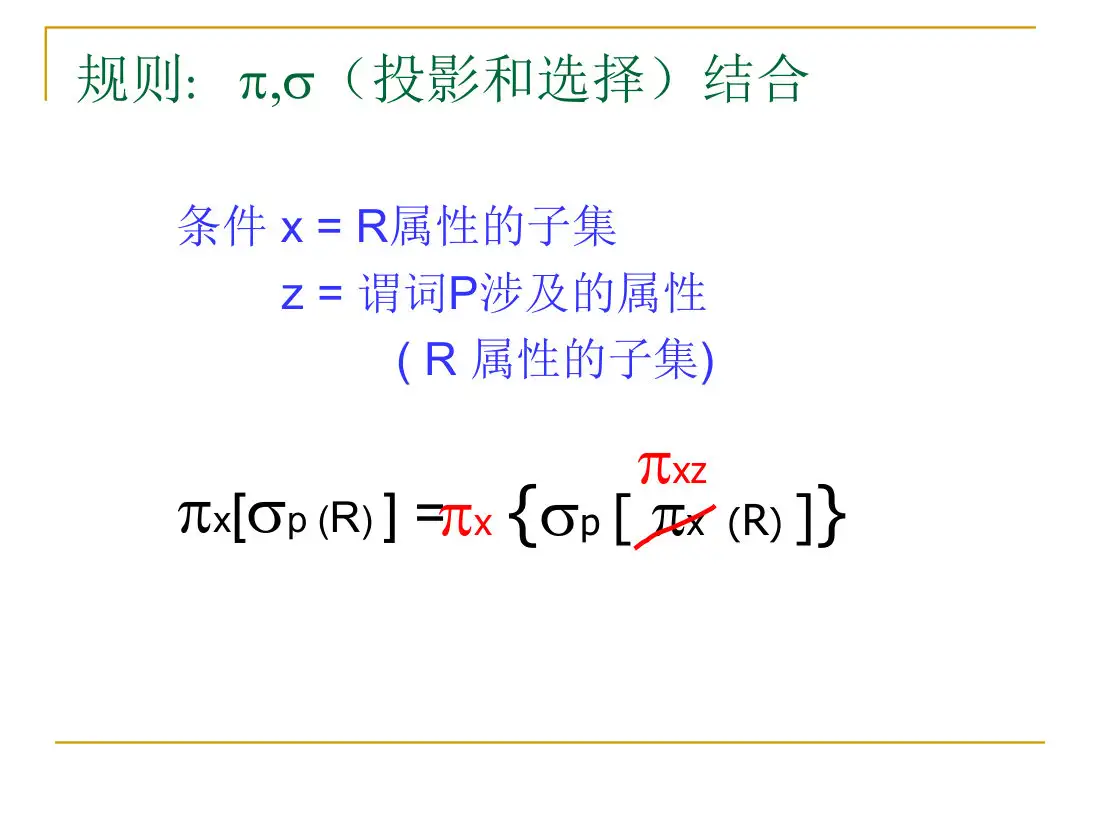 规则: π,σ（投影和选择）结合
条件 x = R属性的子集
z = 谓词P涉及的属性
( R 属性的子集)
πxz
πx[σp (R) ] = πx {σp [ πx (R) ]}